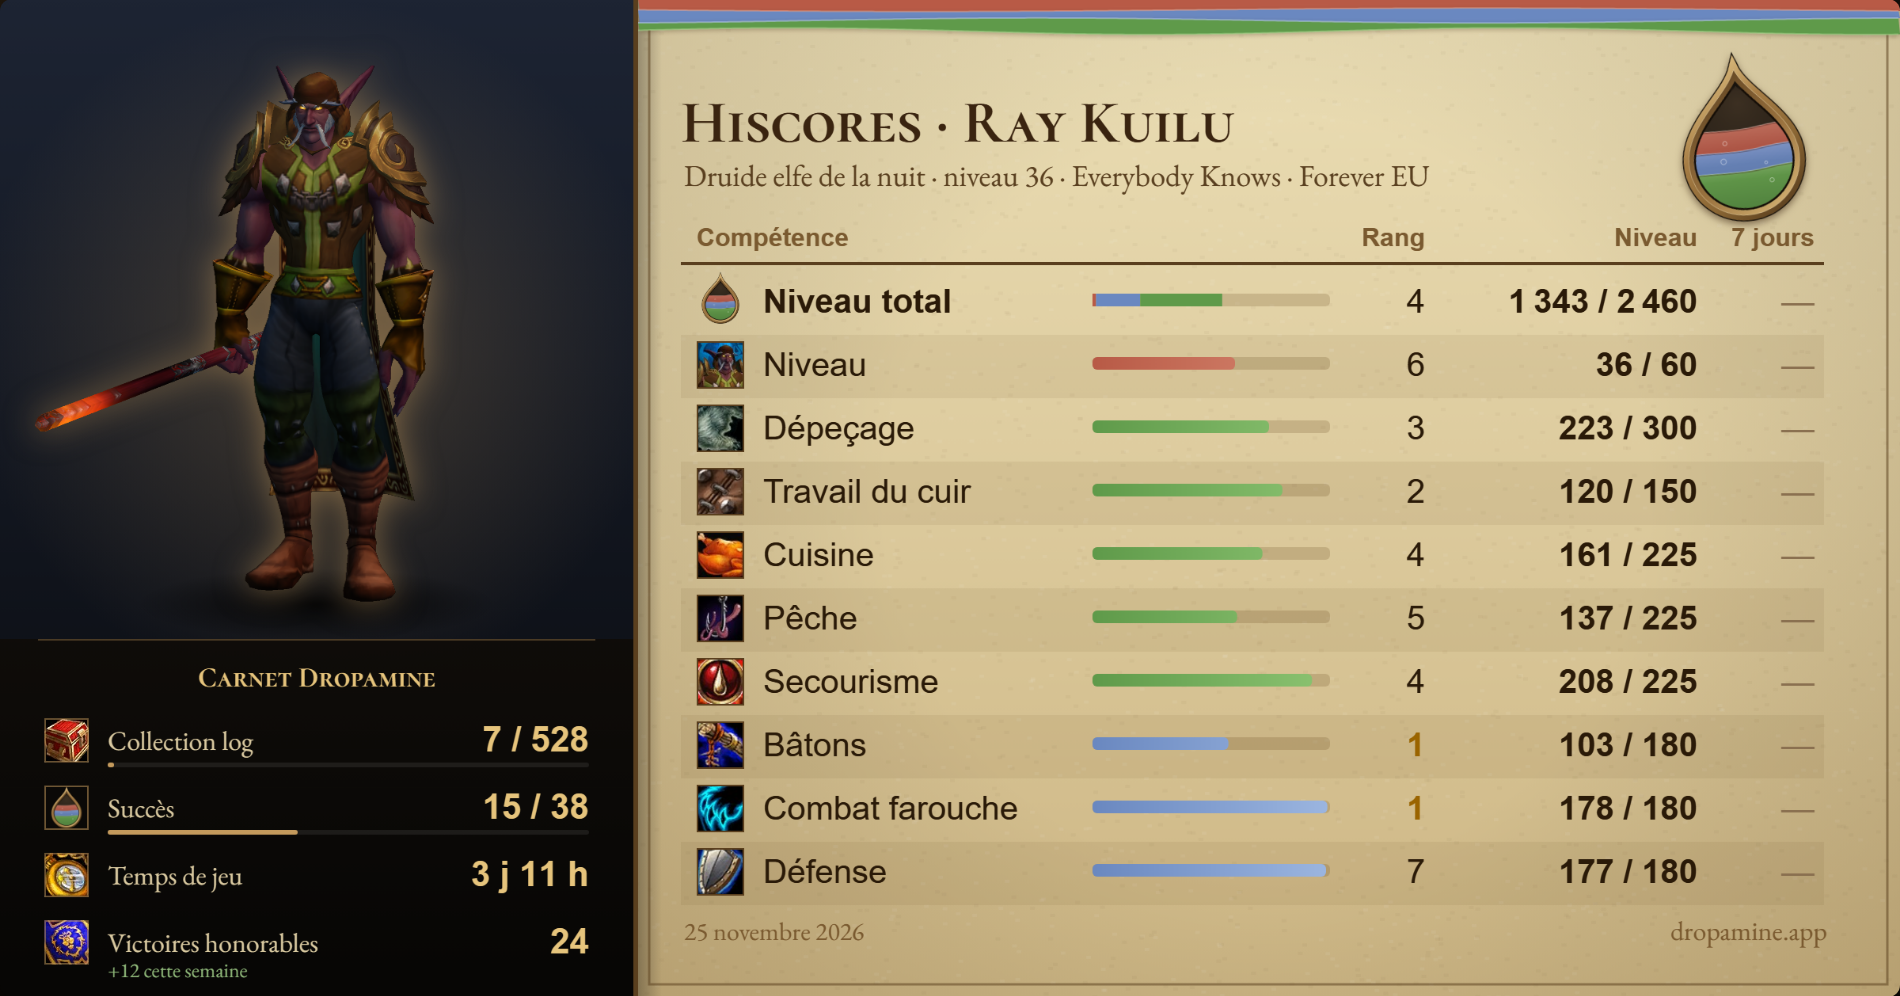 Hiscores · Ray Kuilu
Druide elfe de la nuit · niveau 36 · Everybody Knows · Forever EU
Compétence Rang Niveau 7 jours
Niveau total 4 1 343 / 2 460 —
Niveau 6 36 / 60 —
Dépeçage 3 223 / 300 —
Travail du cuir 2 120 / 150 —
Cuisine 4 161 / 225 —
Pêche 5 137 / 225 —
Secourisme 4 208 / 225 —
Bâtons 1 103 / 180 —
Combat farouche 1 178 / 180 —
Défense 7 177 / 180 —
25 novembre 2026 dropamine.app
Carnet Dropamine
Collection log 7 / 528
Succès 15 / 38
Temps de jeu 3 j 11 h
Victoires honorables 24
+12 cette semaine